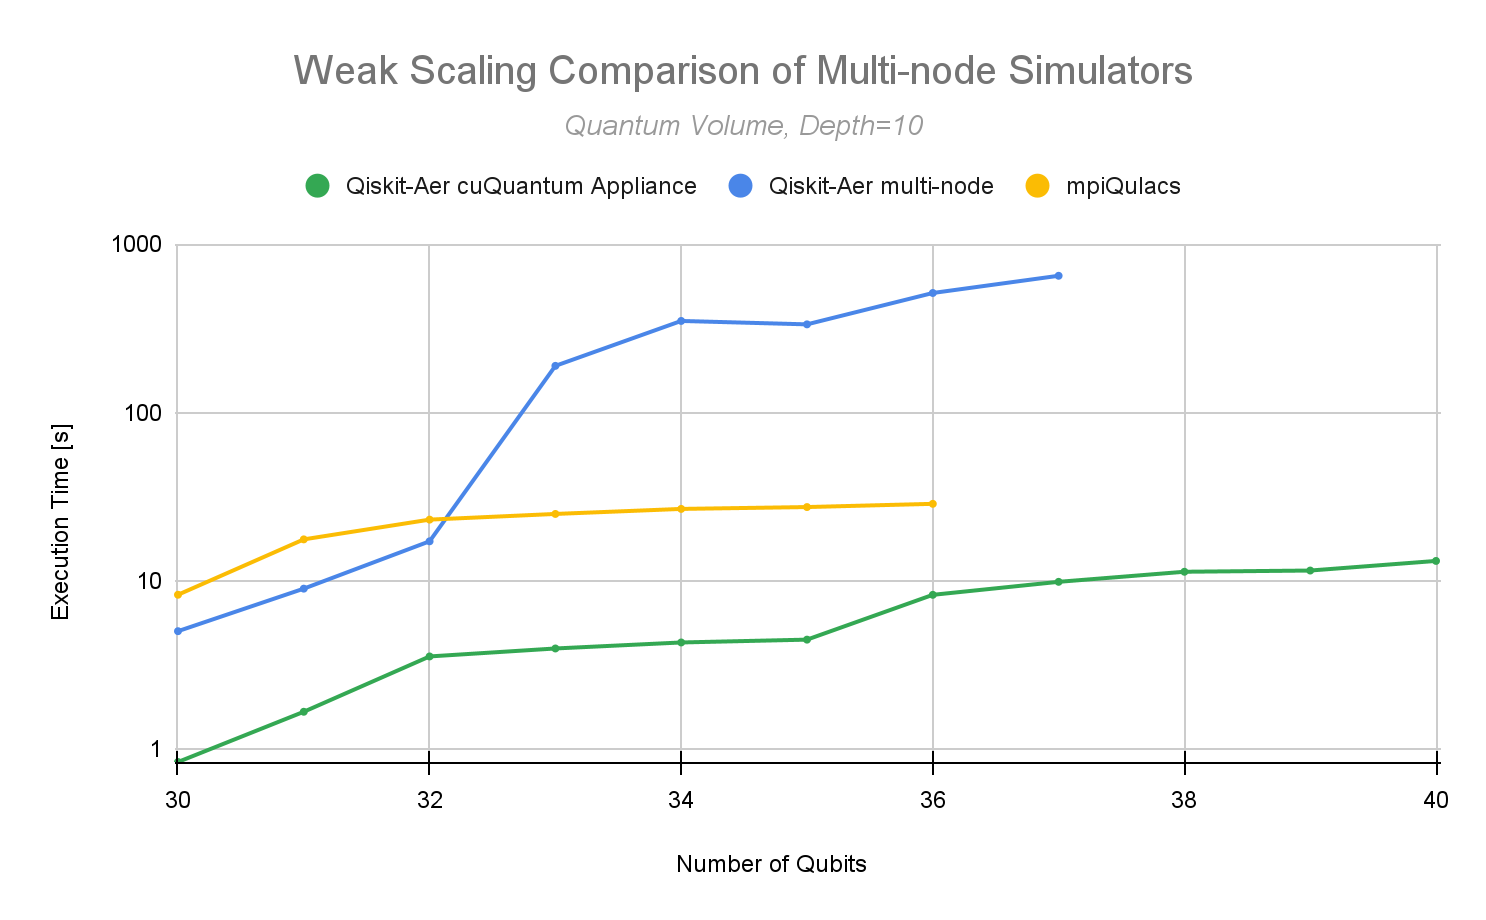 Weak Scaling Comparison of Multi-node Simulators
Quantum Volume, Depth=10
Qiskit-Aer cuQuantum Appliance Qiskit-Aer multi-node mpiQulacs
1000
100
10
1
Execution Time [s]
30 32 34 36 38 40
Number of Qubits